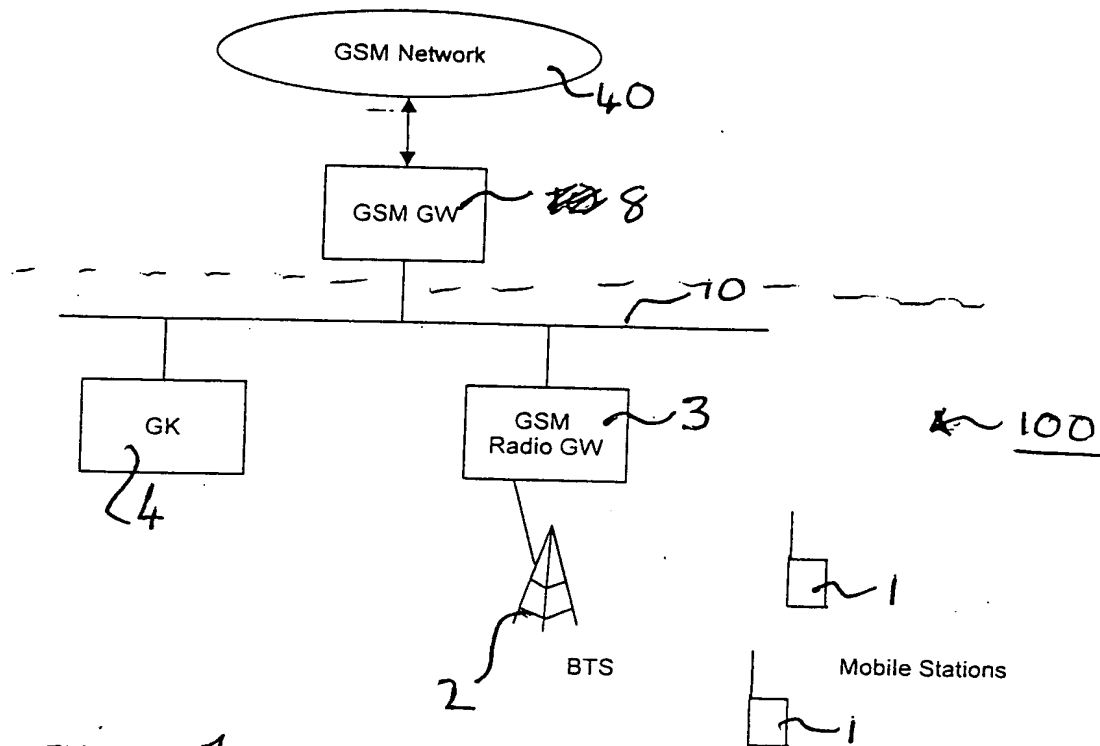 GSM Network
40
GSM GW
8
10
GK
4
GSM
Radio GW
3
100
1
2
BTS
Mobile Stations
1